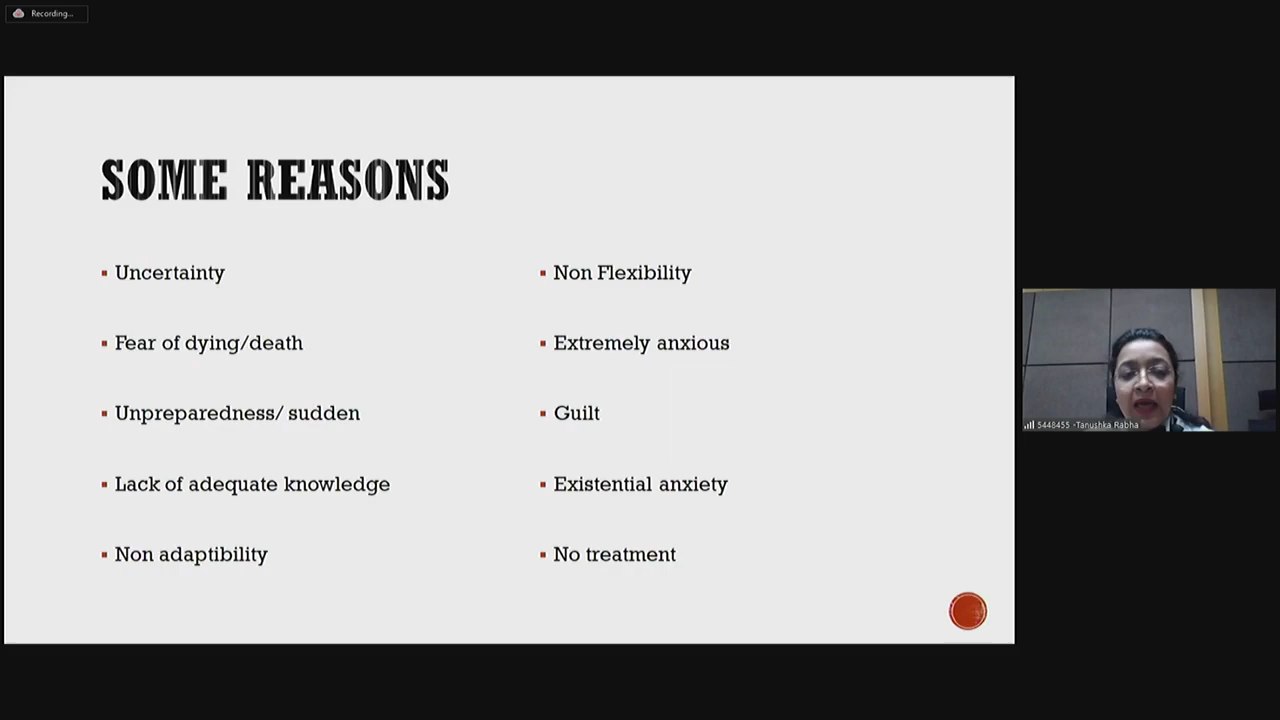 Recording...
SOME REASONS
Uncertainty
Fear of dying/death
Unpreparedness/ sudden
Lack of adequate knowledge
Non adaptibility
Non Flexibility
Extremely anxious
Guilt
Existential anxiety
No treatment
5448455 -Tanushka Rabha